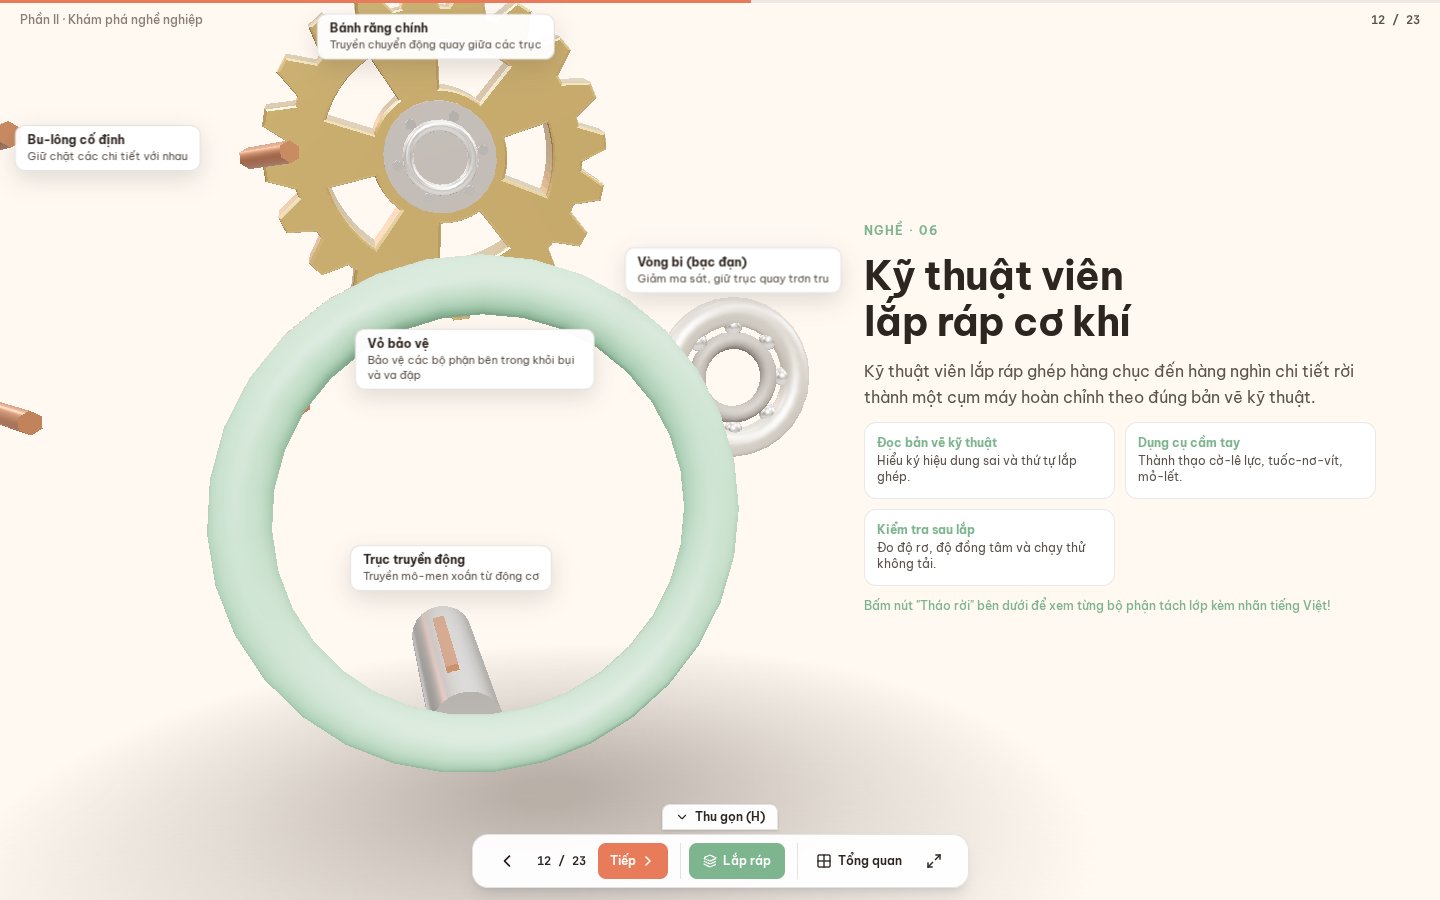 Phần II · Khám phá nghề nghiệp
12 / 23
Bánh răng chính
Truyền chuyển động quay giữa các trục
Bu-lông cố định
Giữ chặt các chi tiết với nhau
Vòng bi (bạc đạn)
Giảm ma sát, giữ trục quay trơn tru
Vỏ bảo vệ
Bảo vệ các bộ phận bên trong khỏi bụi
và va đập
Trục truyền động
Truyền mô-men xoắn từ động cơ
NGHỀ · 06
Kỹ thuật viên
lắp ráp cơ khí
Kỹ thuật viên lắp ráp ghép hàng chục đến hàng nghìn chi tiết rời
thành một cụm máy hoàn chỉnh theo đúng bản vẽ kỹ thuật.
Đọc bản vẽ kỹ thuật
Hiểu ký hiệu dung sai và thứ tự lắp
ghép.
Dụng cụ cầm tay
Thành thạo cờ-lê lực, tuốc-nơ-vít,
mỏ-lết.
Kiểm tra sau lắp
Đo độ rơ, độ đồng tâm và chạy thử
không tải.
Bấm nút "Tháo rời" bên dưới để xem từng bộ phận tách lớp kèm nhãn tiếng Việt!
Thu gọn (H)
12 / 23
Tiếp
Lắp ráp
Tổng quan